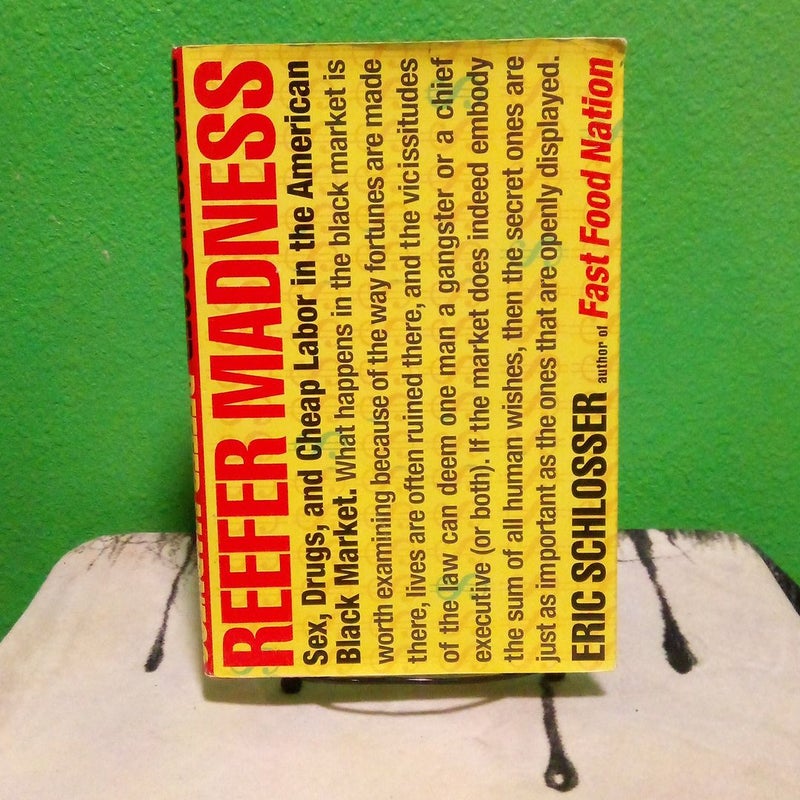 REEFER MADNESS
Sex, Drugs, and Cheap Labor in the American
Black Market. What happens in the black market is
worth examining because of the way fortunes are made
there, lives are often ruined there, and the vicissitudes
of the law can deem one man a gangster or a chief
executive (or both). If the market does indeed embody
the sum of all human wishes, then the secret ones are
just as important as the ones that are openly displayed.
ERIC SCHLOSSER author of Fast Food Nation